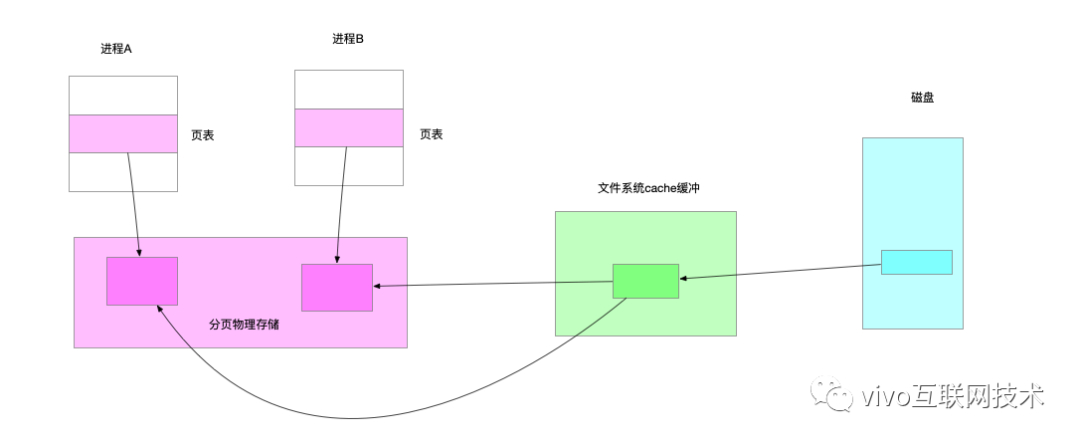 进程A
进程B
磁盘
页表
页表
文件系统cache缓冲
分页物理存储
vivo互联网技术